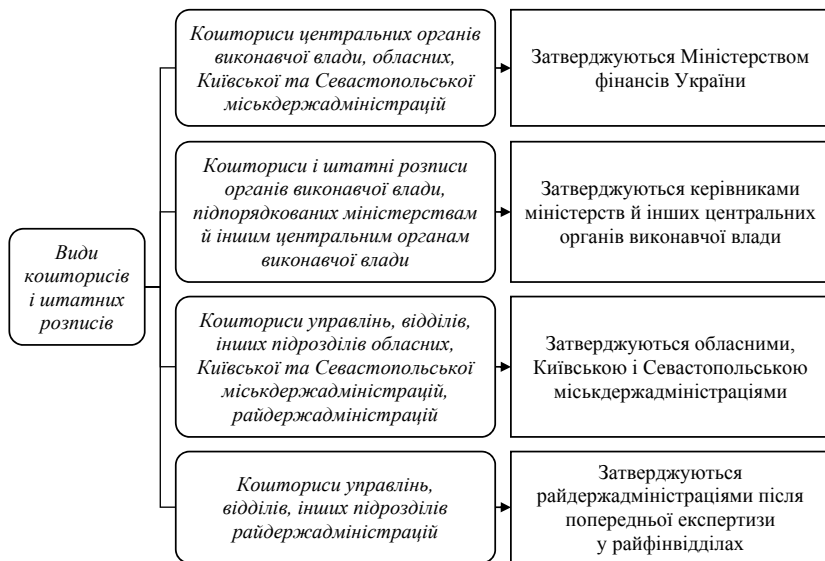 Види
кошторисів
і штатних
розписів
Кошториси центральних органів
виконавчої влади, обласних,
Київської та Севастопольської
міськдержадміністрацій
Затверджуються Міністерством
фінансів України
Кошториси і штатні розписи
органів виконавчої влади,
підпорядкованих міністерствам
й іншим центральним органам
виконавчої влади
Затверджуються керівниками
міністерств й інших центральних
органів виконавчої влади
Кошториси управлінь, відділів,
інших підрозділів обласних,
Київської та Севастопольської
міськдержадміністрацій,
райдержадміністрацій
Затверджуються обласними,
Київською і Севастопольською
міськдержадміністраціями
Кошториси управлінь,
відділів, інших підрозділів
райдержадміністрацій
Затверджуються
райдержадміністраціями після
попередньої експертизи
у райфінвідділах